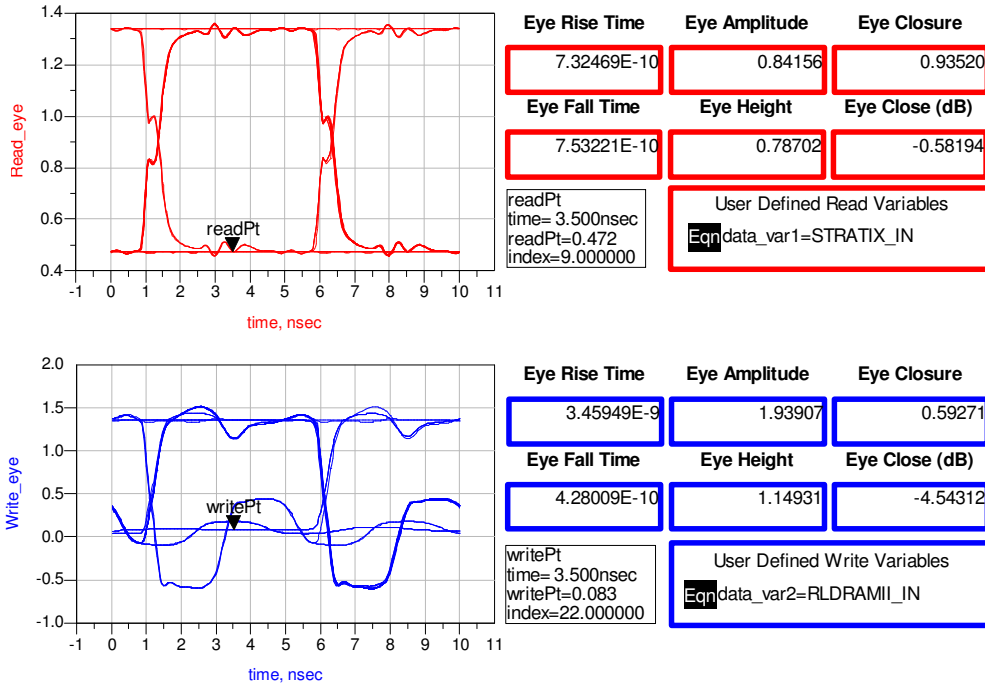 1.4
1.2
1.0
0.8
0.6
0.4
Read_eye
readPt
-1 0 1 2 3 4 5 6 7 8 9 10 11
time, nsec
Eye Rise Time Eye Amplitude Eye Closure
7.32469E-10 0.84156 0.93520
Eye Fall Time Eye Height Eye Close (dB)
7.53221E-10 0.78702 -0.58194
readPt
time= 3.500nsec
readPt=0.472
index=9.000000
User Defined Read Variables
Eqn data_var1=STRATIX_IN
2.0
1.5
1.0
0.5
0.0
-0.5
-1.0
Write_eye
writePt
-1 0 1 2 3 4 5 6 7 8 9 10 11
time, nsec
Eye Rise Time Eye Amplitude Eye Closure
3.45949E-9 1.93907 0.59271
Eye Fall Time Eye Height Eye Close (dB)
4.28009E-10 1.14931 -4.54312
writePt
time= 3.500nsec
writePt=0.083
index=22.000000
User Defined Write Variables
Eqn data_var2=RLDRAMII_IN